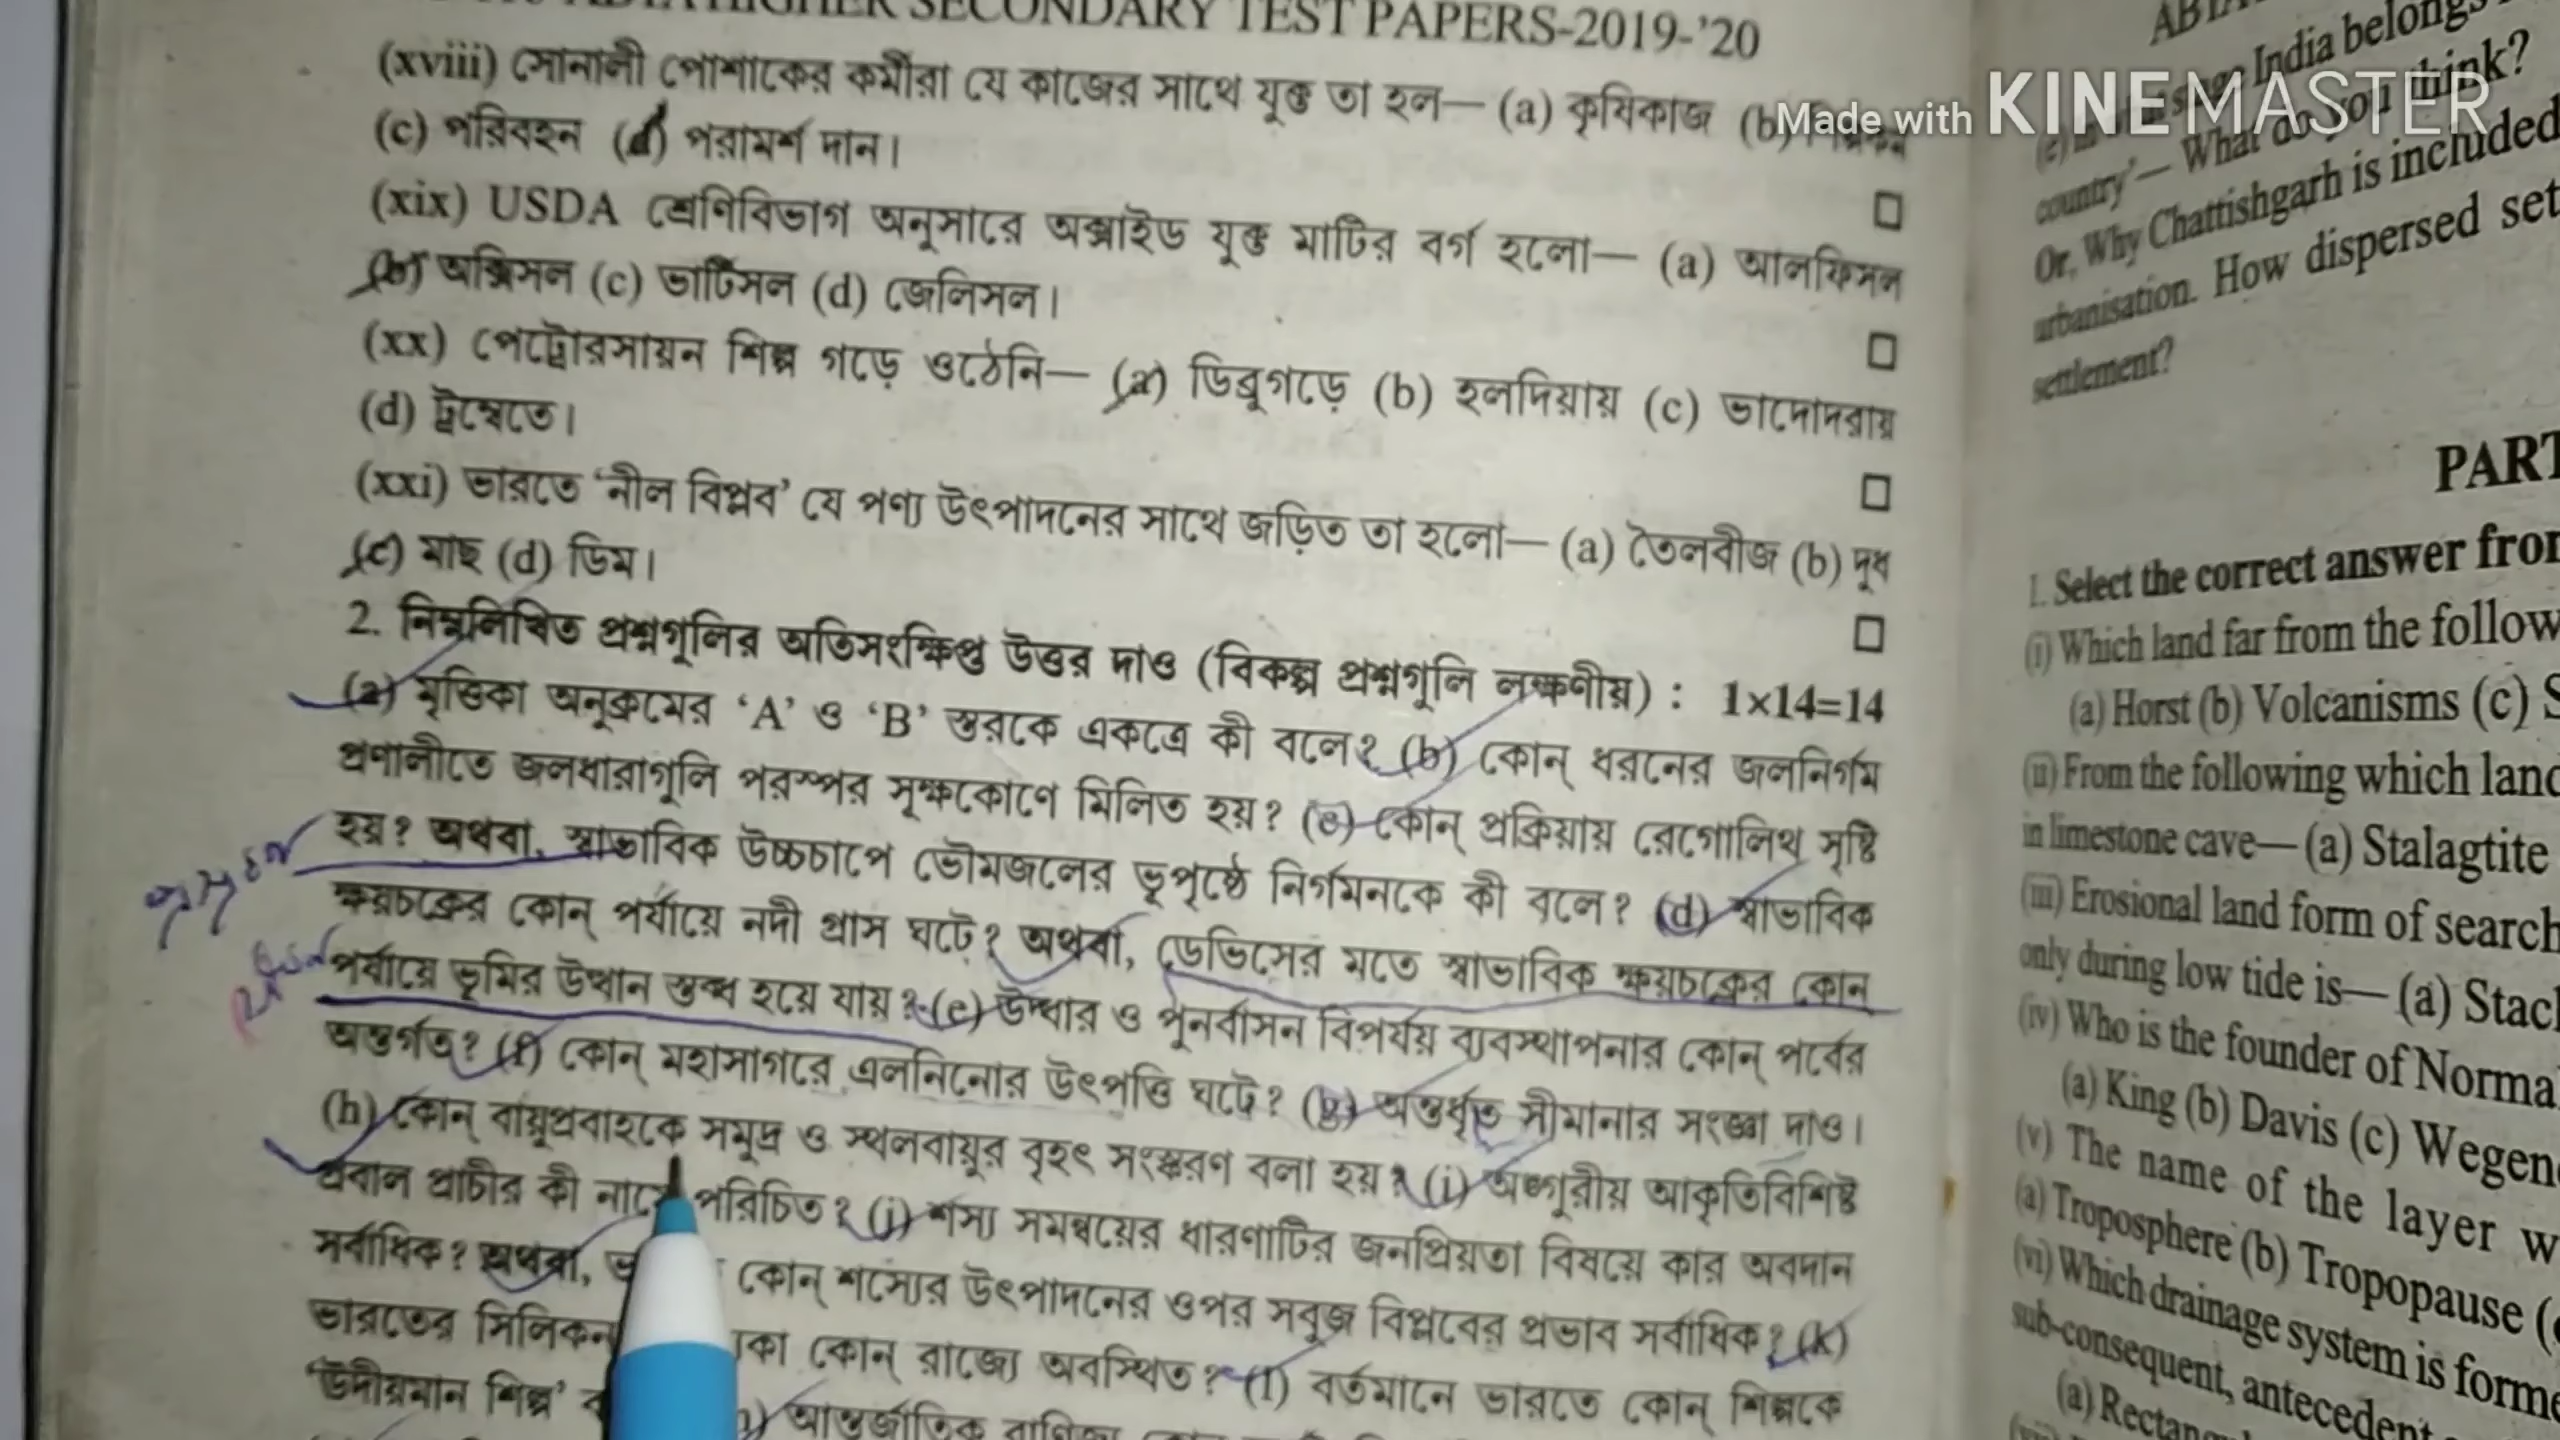 ABTA HIGHER SECONDARY TEST PAPERS-2019-'20
(xviii) সোনালী পোশাকের কর্মীরা যে কাজের সাথে যুক্ত তা হল— (a) কৃষিকাজ (b)
(c) পরিবহন (d) পরামর্শ দান।
(xix) USDA শ্রেণিবিভাগ অনুসারে অক্সাইড যুক্ত মাটির বর্গ হলো— (a) আলফিসল
(b) অক্সিসল (c) ভার্টিসল (d) জেলিসল।
(xx) পেট্রোরসায়ন শিল্প গড়ে ওঠেনি— (a) ডিব্রুগড়ে (b) হলদিয়ায় (c) ভাদোদরায়
(d) ট্রম্বেতে।
(xxi) ভারতে ‘নীল বিপ্লব’ যে পণ্য উৎপাদনের সাথে জড়িত তা হলো— (a) তৈলবীজ (b) দুধ
(c) মাছ (d) ডিম।
2. নিম্নলিখিত প্রশ্নগুলির অতিসংক্ষিপ্ত উত্তর দাও (বিকল্প প্রশ্নগুলি লক্ষণীয়) : 1×14=14
(a) মৃত্তিকা অনুক্রমের ‘A’ ও ‘B’ স্তরকে একত্রে কী বলে? (b) কোন্ ধরনের জলনির্গম
প্রণালীতে জলধারাগুলি পরস্পর সূক্ষকোণে মিলিত হয়? (c) কোন্ প্রক্রিয়ায় রেগোলিথ সৃষ্টি
হয়? অথবা, স্বাভাবিক উচ্চচাপে ভৌমজলের ভূপৃষ্ঠে নির্গমনকে কী বলে? (d) স্বাভাবিক
ক্ষয়চক্রের কোন্ পর্যায়ে নদী গ্রাস ঘটে? অথবা, ডেভিসের মতে স্বাভাবিক ক্ষয়চক্রের কোন্
পর্যায়ে ভূমির উত্থান স্তব্ধ হয়ে যায়? (e) উদ্ধার ও পুনর্বাসন বিপর্যয় ব্যবস্থাপনার কোন্ পর্বের
অন্তর্গত? (f) কোন্ মহাসাগরে এলনিনোর উৎপত্তি ঘটে? (g) অন্তর্ধৃত সীমানার সংজ্ঞা দাও।
(h) কোন্ বায়ুপ্রবাহকে সমুদ্র ও স্থলবায়ুর বৃহৎ সংস্করণ বলা হয়? (i) অঙ্গুরীয় আকৃতিবিশিষ্ট
প্রবাল প্রাচীর কী নামে পরিচিত? (j) শস্য সমন্বয়ের ধারণাটির জনপ্রিয়তা বিষয়ে কার অবদান
সর্বাধিক? অথবা, কোন্ শস্যের উৎপাদনের ওপর সবুজ বিপ্লবের প্রভাব সর্বাধিক? (k)
ভারতের সিলিকন কোন্ রাজ্যে অবস্থিত? (l) বর্তমানে ভারতে কোন্ শিল্পকে
‘উদীয়মান শিল্প’ আন্তর্জাতিক বাণিজ্য
Made with KINEMASTER
India belongs
country’— What do you think?
Or, Why Chattishgarh is included
urbanisation. How dispersed set
settlement?
PART
1. Select the correct answer from
(i) Which land far from the follow
(a) Horst (b) Volcanisms (c) S
(ii) From the following which land
in limestone cave— (a) Stalagtite
(iii) Erosional land form of search
only during low tide is— (a) Stack
(iv) Who is the founder of Norma
(a) King (b) Davis (c) Wegen
(v) The name of the layer w
(a) Troposphere (b) Tropopause (
(vi) Which drainage system is forme
sub-consequent, antecedent
(a) Rectang